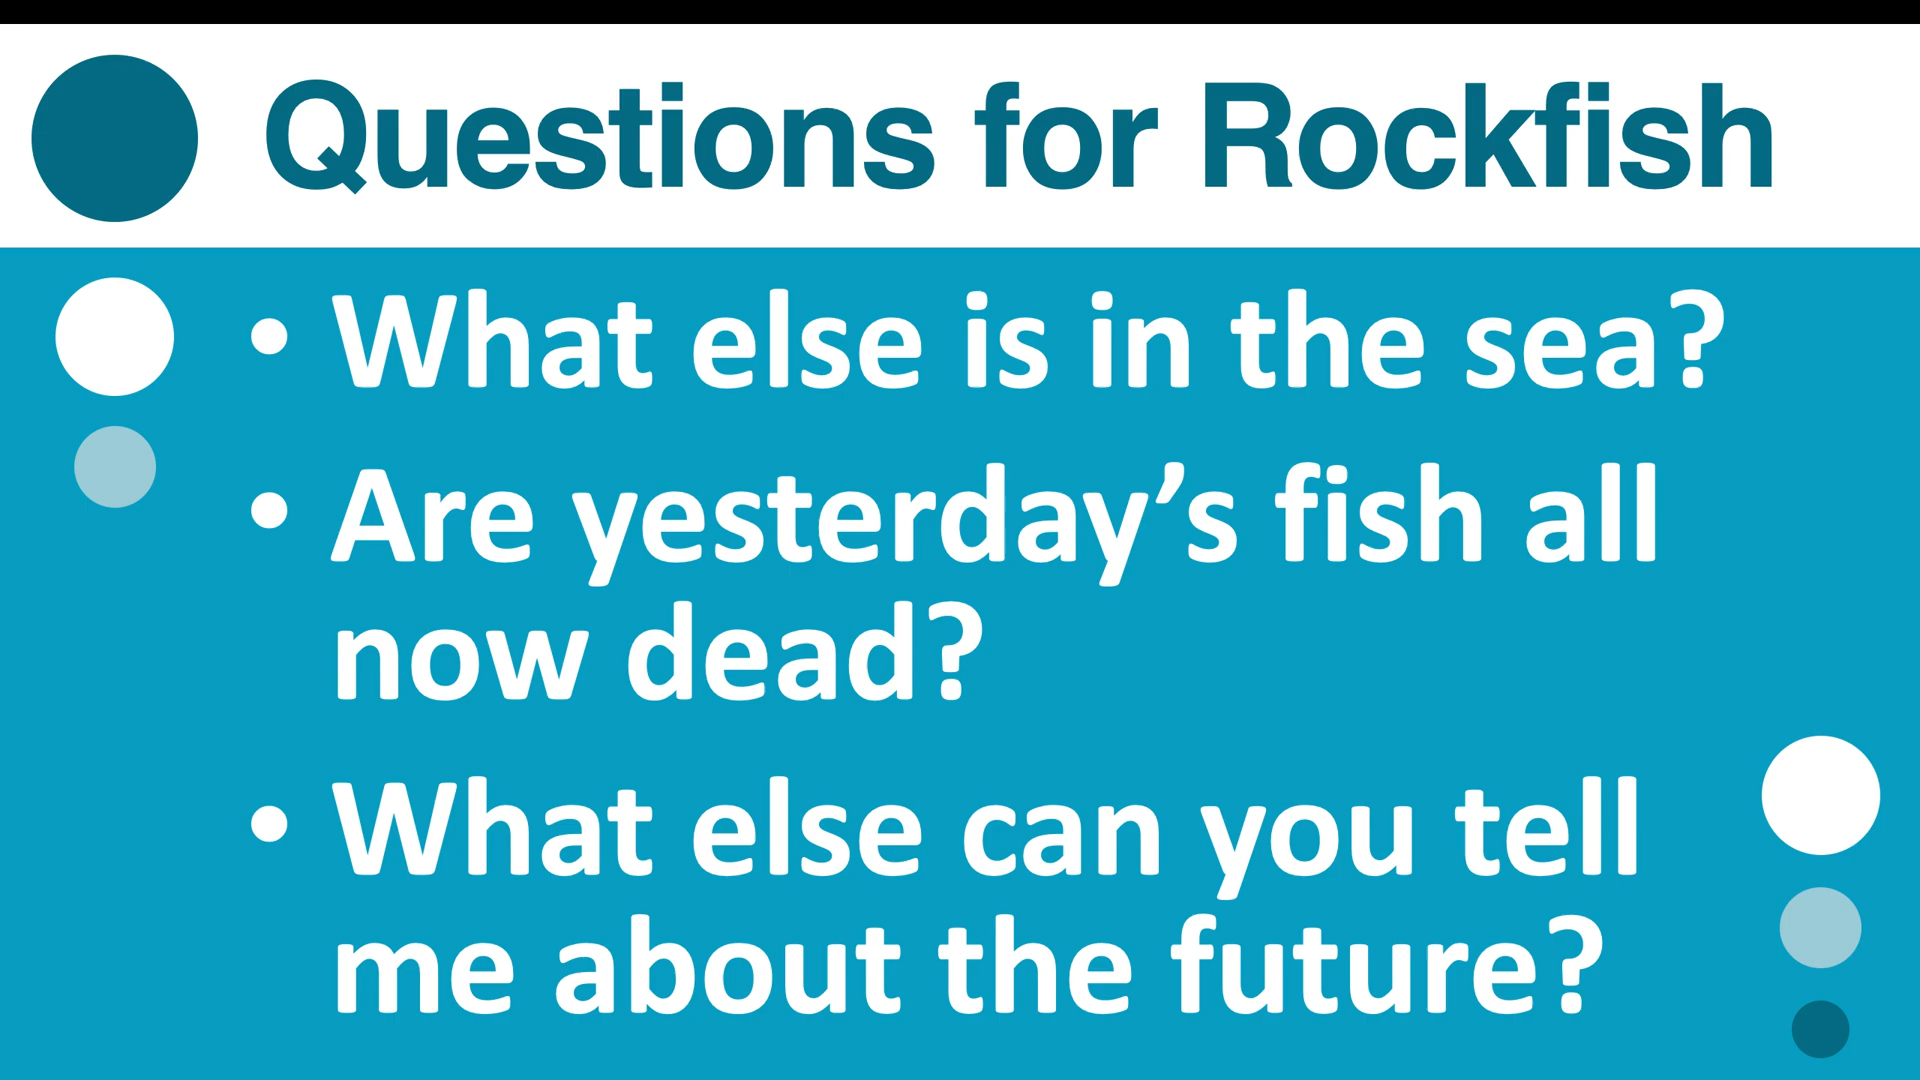 Questions for Rockfish
• What else is in the sea?
• Are yesterday’s fish all
now dead?
• What else can you tell
me about the future?